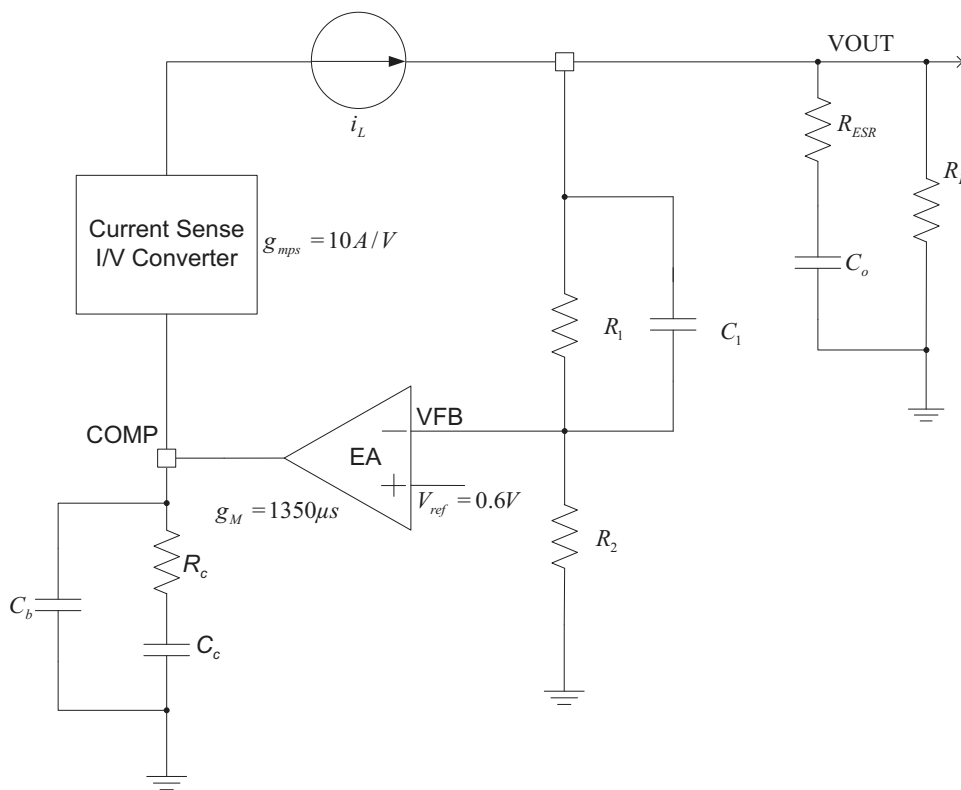 VOUT
i_L
R_ESR
Current Sense
I/V Converter
g_mps = 10A/V
C_o
R_1
C_1
COMP
VFB
EA
V_ref = 0.6V
g_M = 1350µs
R_2
R_c
C_b
C_c